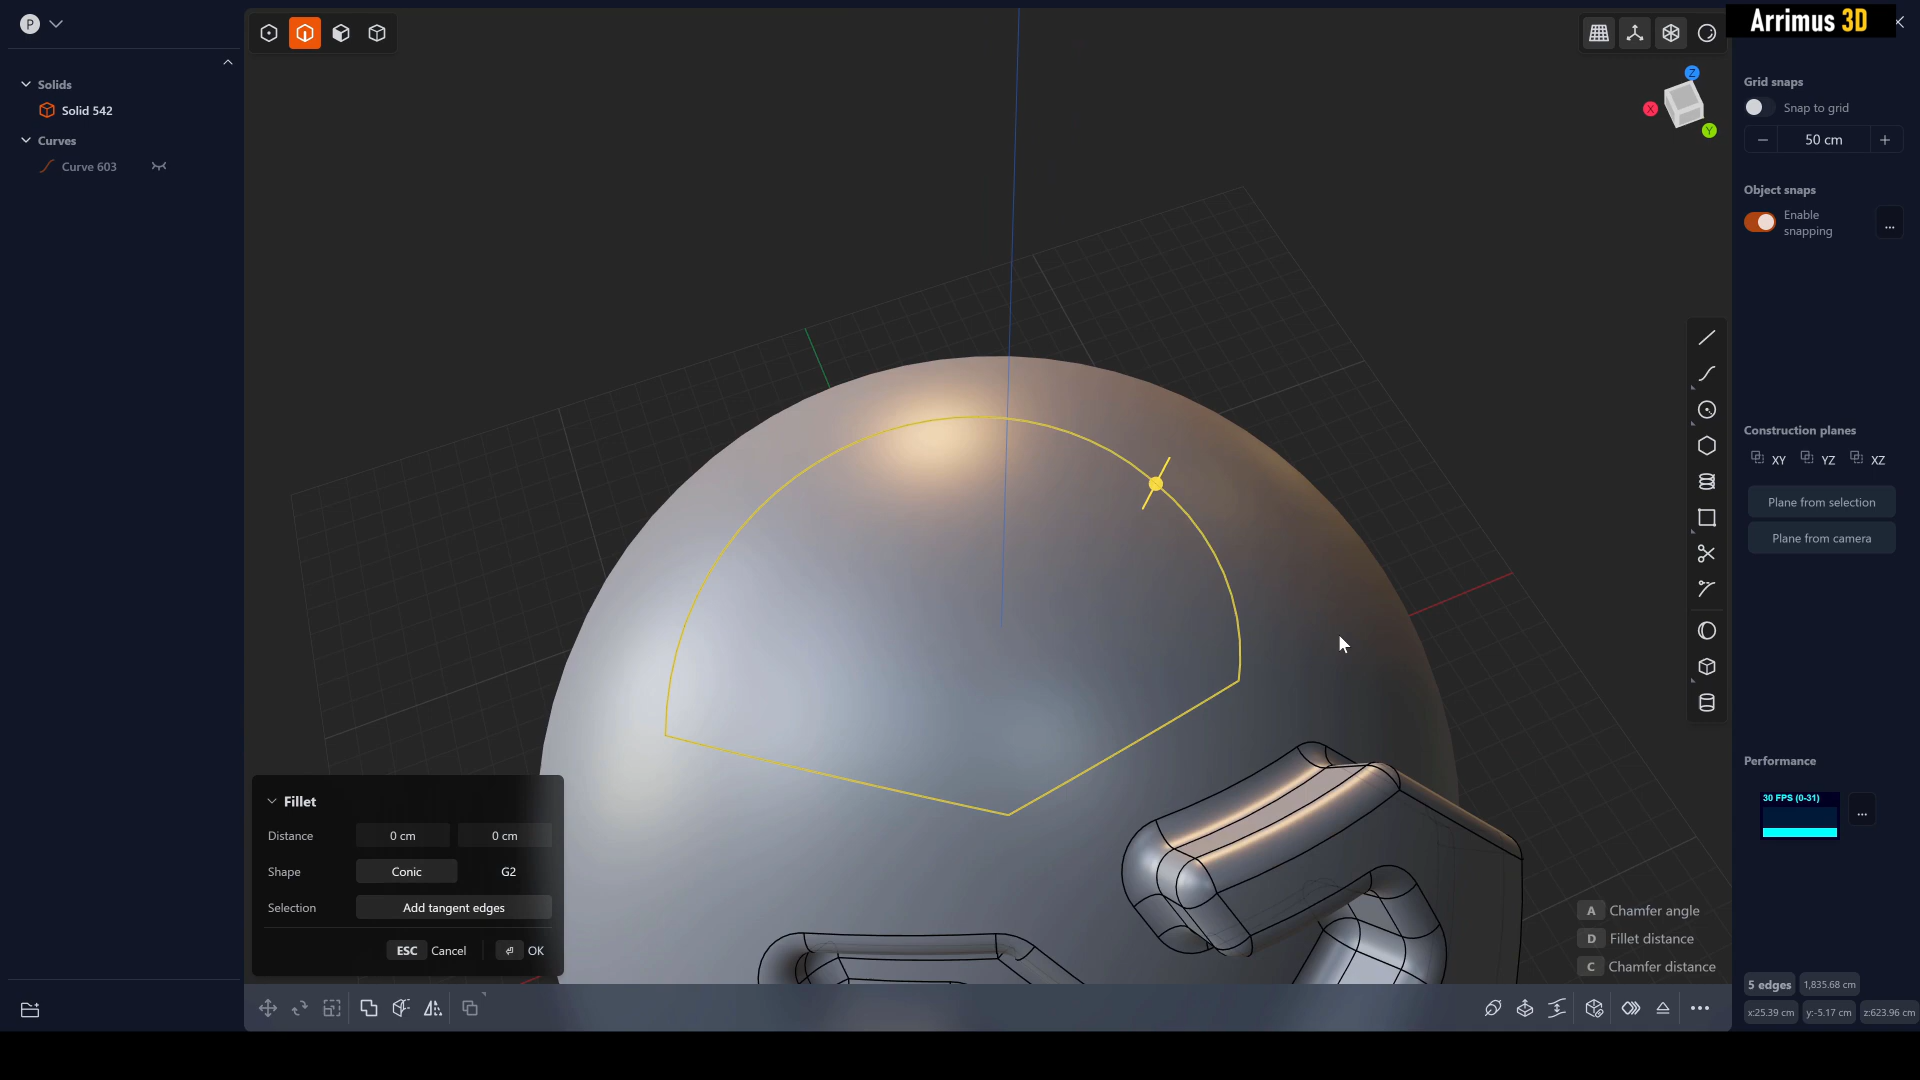 P
Arrimus 3D
Solids
Solid 542
Curves
Curve 603
Z
X
Y
Grid snaps
Snap to grid
50 cm
Object snaps
Enable
snapping
...
Construction planes
XY
YZ
XZ
Plane from selection
Plane from camera
Performance
30 FPS (0-31)
...
Fillet
Distance
0 cm
0 cm
Shape
Conic
G2
Selection
Add tangent edges
ESC
Cancel
OK
A
Chamfer angle
D
Fillet distance
C
Chamfer distance
5 edges
1,835.68 cm
x:25.39 cm
y:-5.17 cm
z:623.96 cm